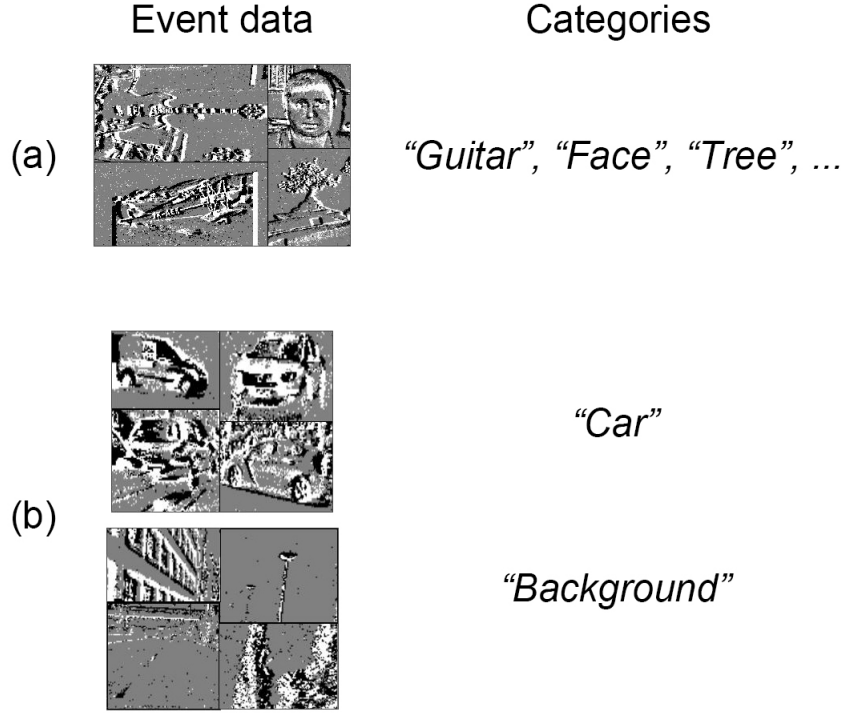 Event data
Categories
(a)
“Guitar”, “Face”, “Tree”, ...
“Car”
(b)
“Background”